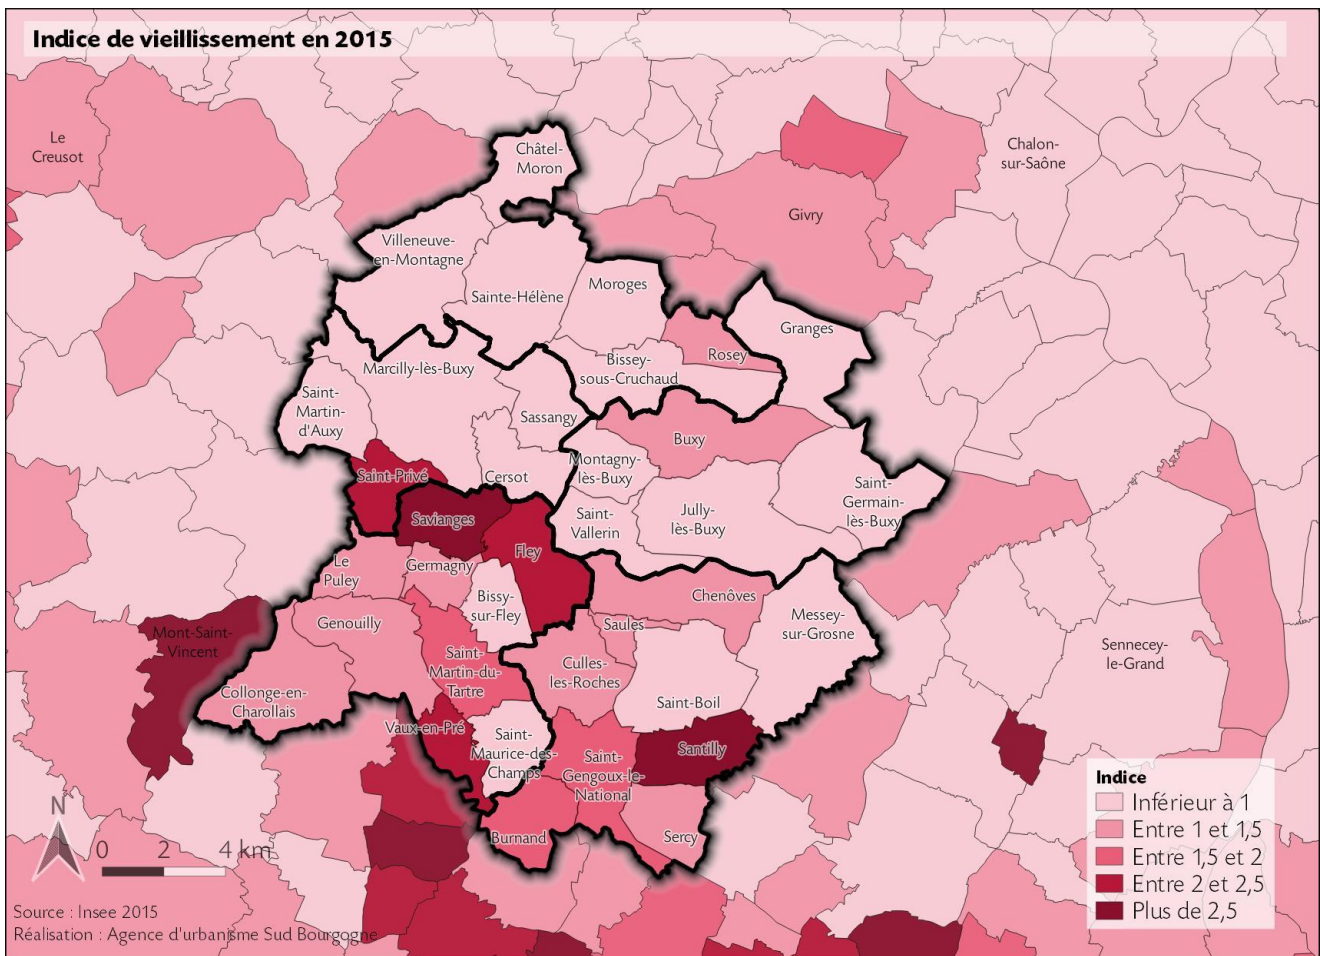 Indice de vieillissement en 2015
Le
Creusot
Châtel-
Moron
Chalon-
sur-Saône
Givry
Villeneuve-
en-Montagne
Sainte-Hélène
Moroges
Granges
Rosey
Bissey-
sous-Cruchaud
Marcilly-lès-Buxy
Saint-
Martin-
d'Auxy
Sassangy
Buxy
Montagny-
lès-Buxy
Saint-Privé
Cersot
Saint-
Germain-
lès-Buxy
Savianges
Saint-
Vallerin
Jully-
lès-Buxy
Fley
Le
Puley
Germagny
Bissy-
sur-Fley
Chenôves
Messey-
sur-Grosne
Genouilly
Saules
Mont-Saint-
Vincent
Saint-
Martin-du-
Tartre
Culles-
les-Roches
Sennecey-
le-Grand
Collonge-en-
Charollais
Saint-Boil
Vaux-en-Pré
Saint-
Maurice-des-
Champs
Saint-
Gengoux-le-
National
Santilly
Burnand
Sercy
Indice
Inférieur à 1
Entre 1 et 1,5
Entre 1,5 et 2
Entre 2 et 2,5
Plus de 2,5
N
0 2 4 km
Source : Insee 2015
Réalisation : Agence d'urbanisme Sud Bourgogne